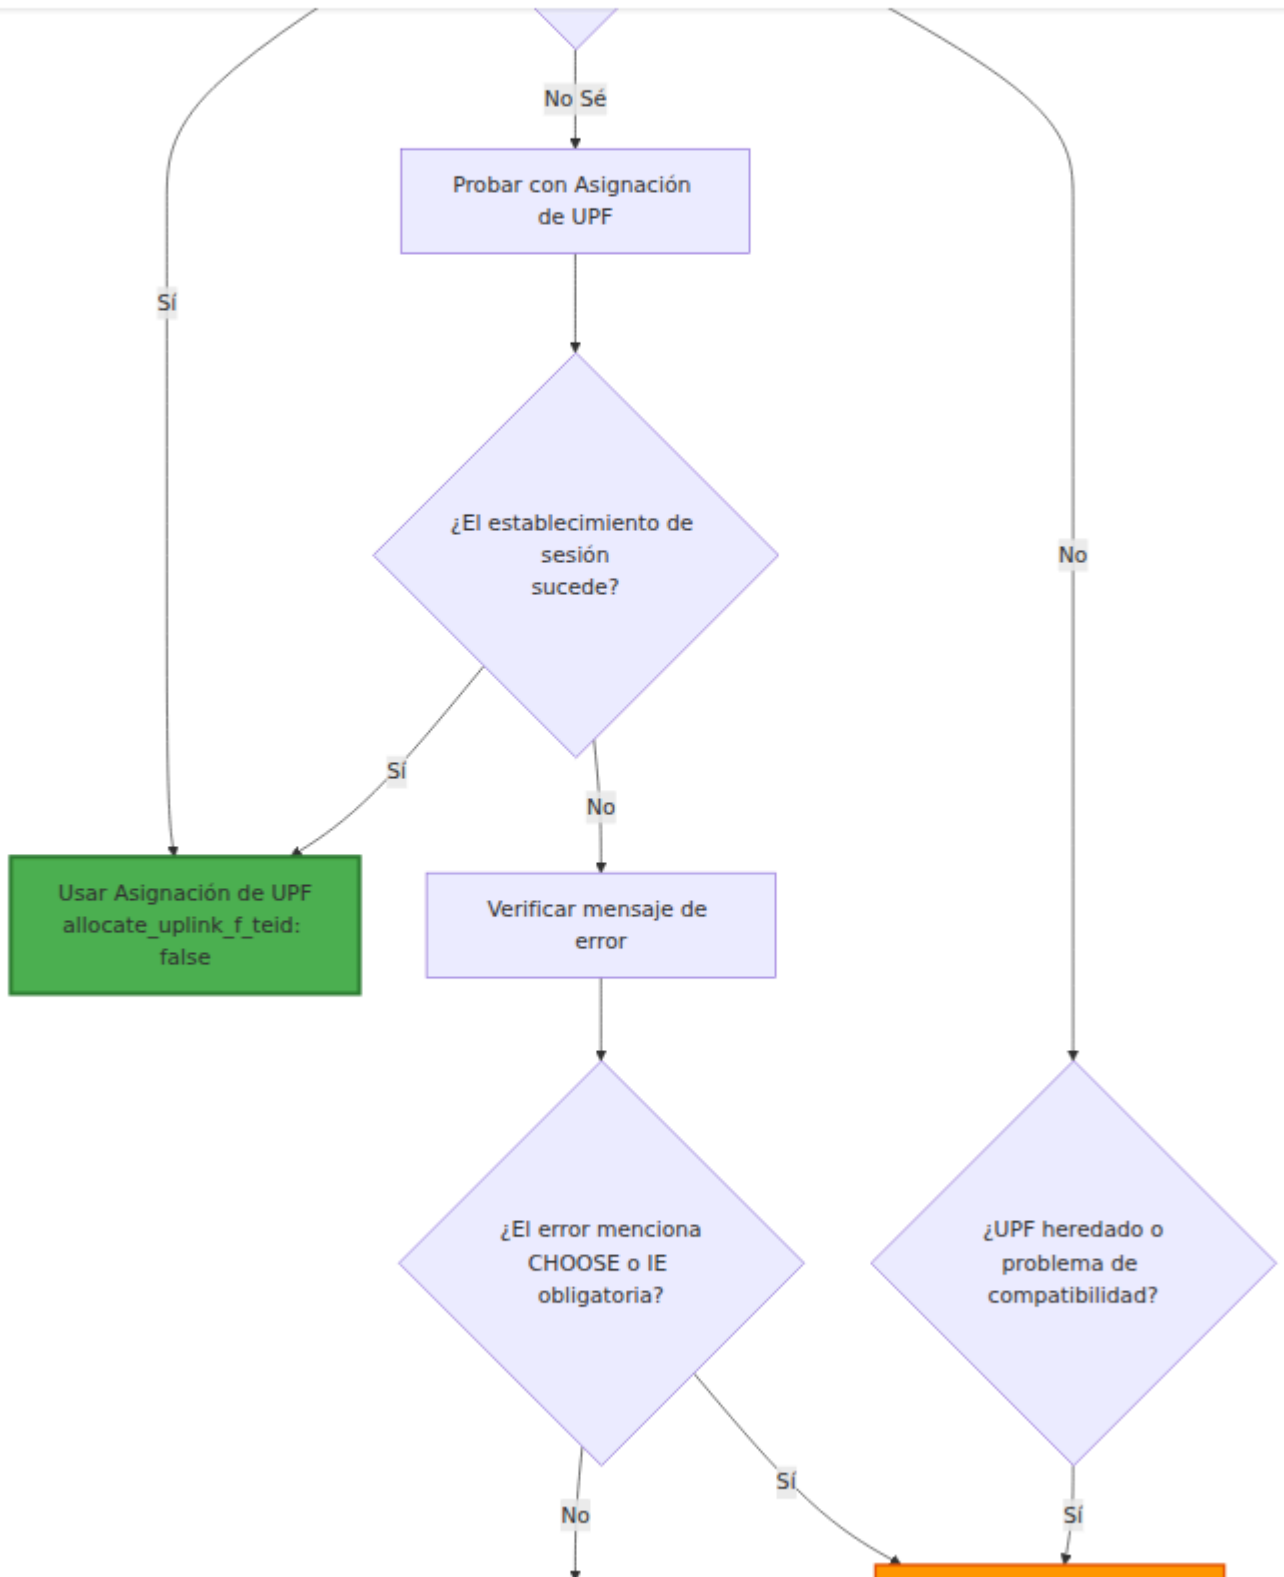 No Sé
Probar con Asignación
de UPF
Sí
¿El establecimiento de
sesión
sucede?
No
Sí
No
Usar Asignación de UPF
allocate_uplink_f_teid:
false
Verificar mensaje de
error
¿El error menciona
CHOOSE o IE
obligatoria?
¿UPF heredado o
problema de
compatibilidad?
Sí
No
Sí